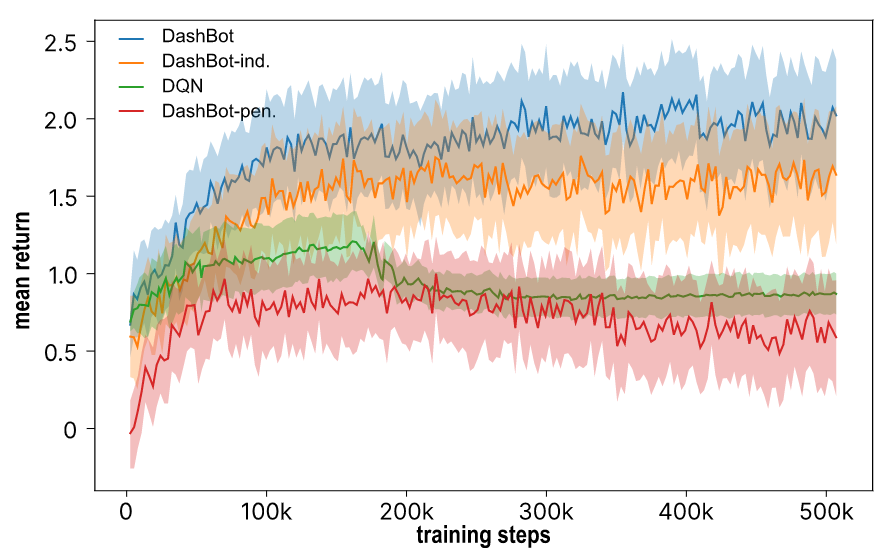 2.5
2.0
1.5
1.0
0.5
0
mean return
DashBot
DashBot-ind.
DQN
DashBot-pen.
0
100k
200k
300k
400k
500k
training steps